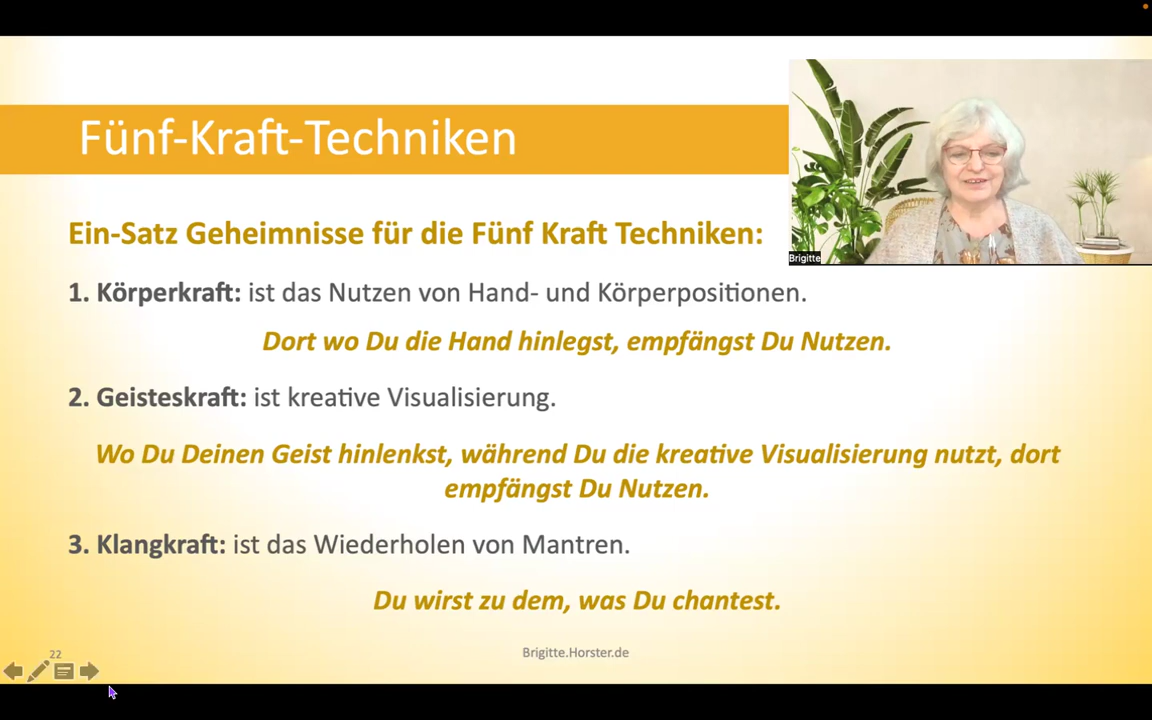 Fünf-Kraft-Techniken
Brigitte
Ein-Satz Geheimnisse für die Fünf Kraft Techniken:
1. Körperkraft: ist das Nutzen von Hand- und Körperpositionen.
Dort wo Du die Hand hinlegst, empfängst Du Nutzen.
2. Geisteskraft: ist kreative Visualisierung.
Wo Du Deinen Geist hinlenkst, während Du die kreative Visualisierung nutzt, dort
empfängst Du Nutzen.
3. Klangkraft: ist das Wiederholen von Mantren.
Du wirst zu dem, was Du chantest.
22
Brigitte.Horster.de